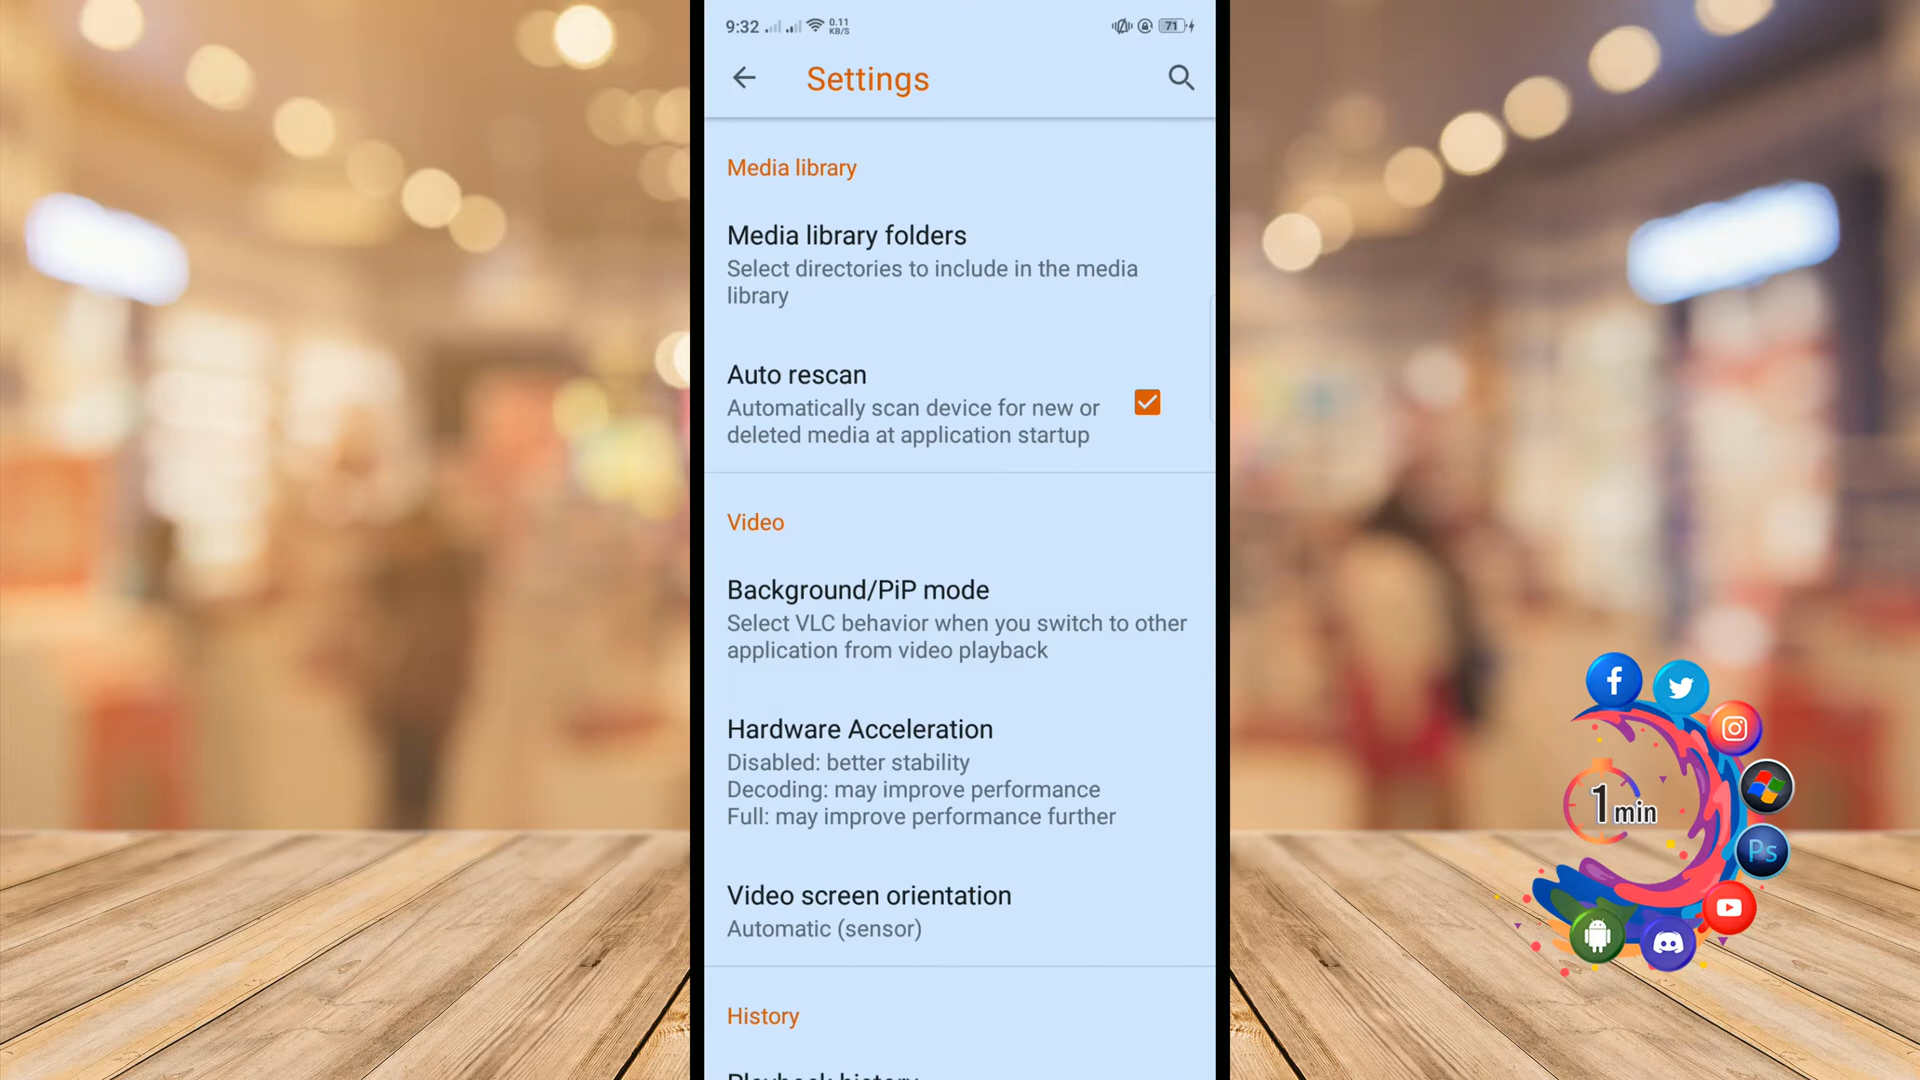 9:32
0.11
KB/S
71
Settings
Media library
Media library folders
Select directories to include in the media
library
Auto rescan
Automatically scan device for new or
deleted media at application startup
Video
Background/PiP mode
Select VLC behavior when you switch to other
application from video playback
Hardware Acceleration
Disabled: better stability
Decoding: may improve performance
Full: may improve performance further
Video screen orientation
Automatic (sensor)
History
Playback history
1 min
Ps